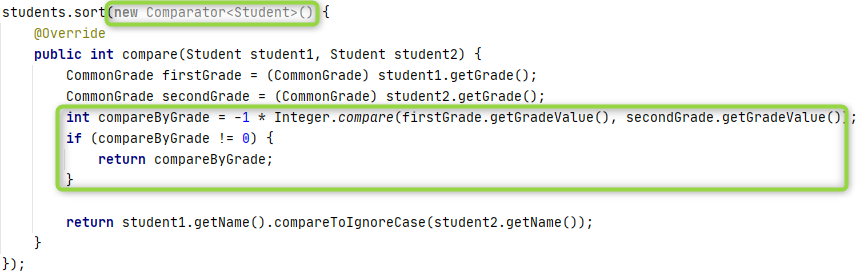 students.sort(new Comparator<Student>() {
@Override
public int compare(Student student1, Student student2) {
CommonGrade firstGrade = (CommonGrade) student1.getGrade();
CommonGrade secondGrade = (CommonGrade) student2.getGrade();
int compareByGrade = -1 * Integer.compare(firstGrade.getGradeValue(), secondGrade.getGradeValue());
if (compareByGrade != 0) {
return compareByGrade;
}
return student1.getName().compareToIgnoreCase(student2.getName());
}
});